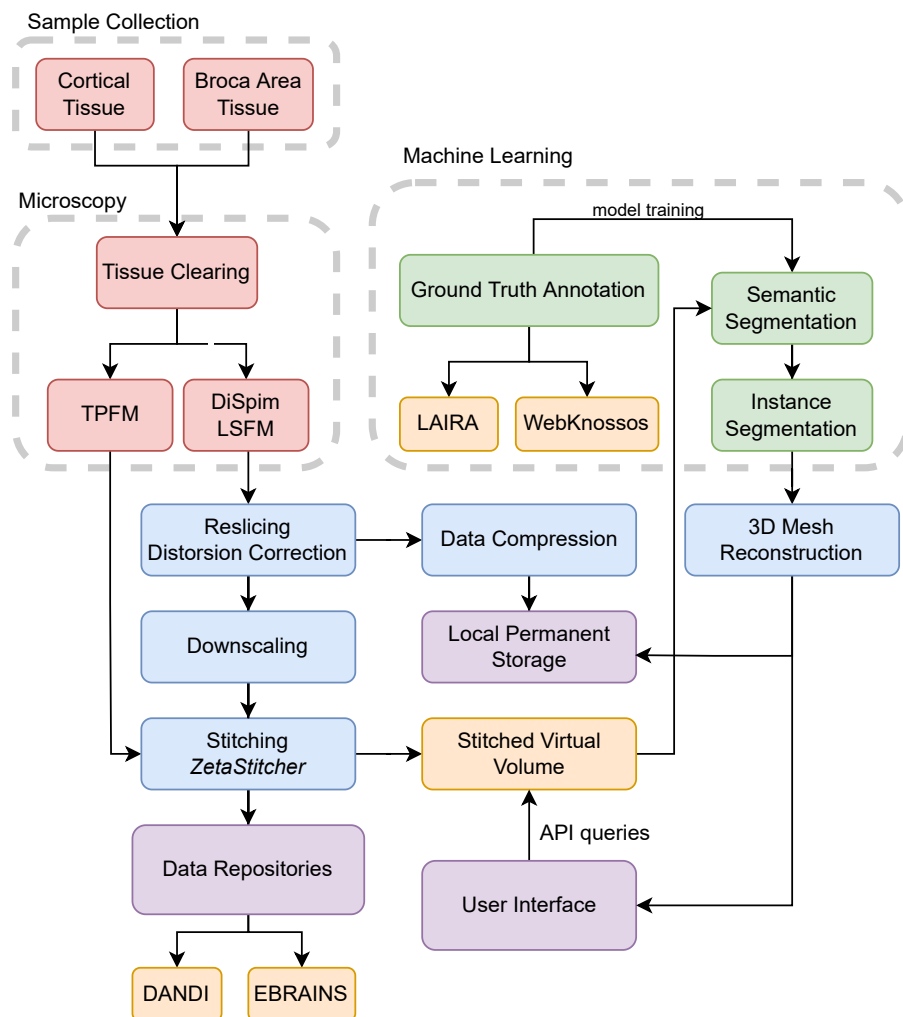 Sample Collection
Cortical
Tissue
Broca Area
Tissue
Machine Learning
Microscopy
model training
Tissue Clearing
Ground Truth Annotation
Semantic
Segmentation
TPFM
DiSpim
LSFM
LAIRA
WebKnossos
Instance
Segmentation
Reslicing
Distorsion Correction
Data Compression
3D Mesh
Reconstruction
Downscaling
Local Permanent
Storage
Stitching
ZetaStitcher
Stitched Virtual
Volume
API queries
Data Repositories
User Interface
DANDI
EBRAINS